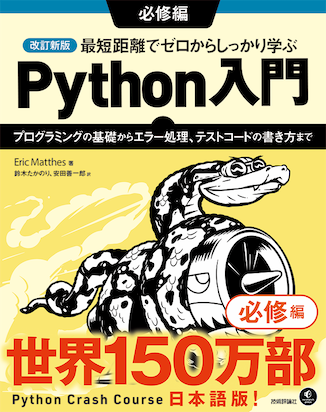 必修編
改訂新版 最短距離でゼロからしっかり学ぶ
Python入門
プログラミングの基礎からエラー処理、テストコードの書き方まで
Eric Matthes 著
鈴木たかのり、安田善一郎 訳
必修編
世界150万部
Python Crash Course 日本語版!
技術評論社